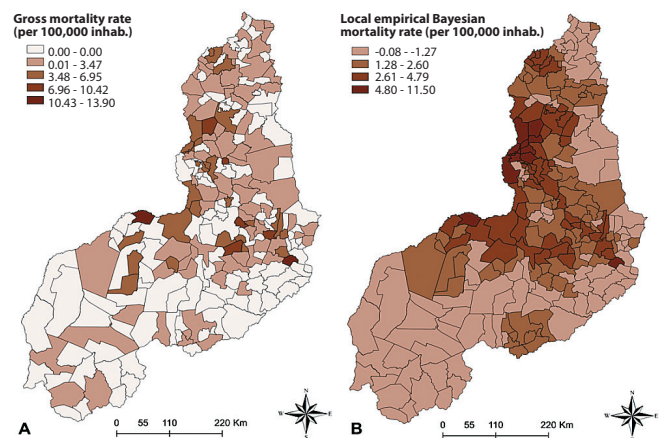 Gross mortality rate
(per 100,000 inhab.)
0.00 - 0.00
0.01 - 3.47
3.48 - 6.95
6.96 - 10.42
10.43 - 13.90
A
N
W
E
S
0 55 110 220 Km
Local empirical Bayesian
mortality rate (per 100,000 inhab.)
-0.08 - -1.27
1.28 - 2.60
2.61 - 4.79
4.80 - 11.50
B
N
W
E
S
0 55 110 220 Km